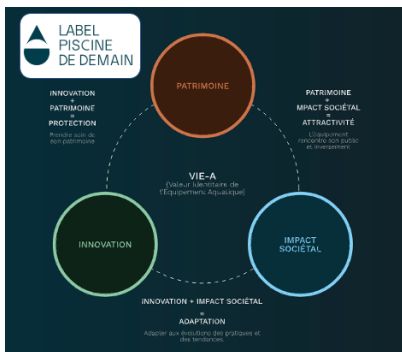 LABEL
PISCINE
DE DEMAIN
PATRIMOINE
INNOVATION
+
PATRIMOINE
=
PROTECTION
Prendre soin de
son patrimoine
PATRIMOINE
+
IMPACT SOCIÉTAL
=
ATTRACTIVITÉ
L'équipement
rencontre son public
et inversement
VIE-A
(Valeur Identitaire de
l'Équipement Aquatique)
INNOVATION
IMPACT
SOCIÉTAL
INNOVATION + IMPACT SOCIÉTAL
=
ADAPTATION
Adapter aux évolutions des pratiques et
des tendances.